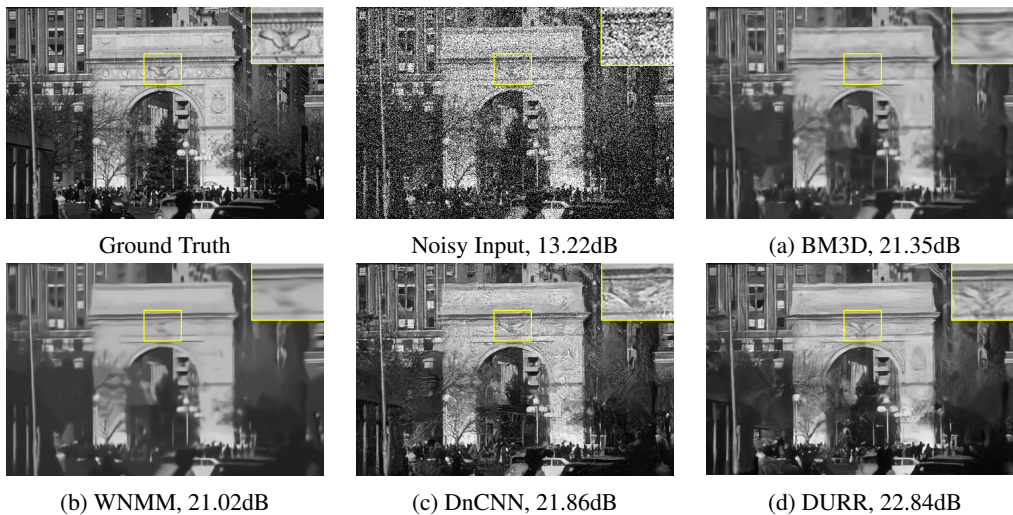 Ground Truth
Noisy Input, 13.22dB
(a) BM3D, 21.35dB
(b) WNMM, 21.02dB
(c) DnCNN, 21.86dB
(d) DURR, 22.84dB